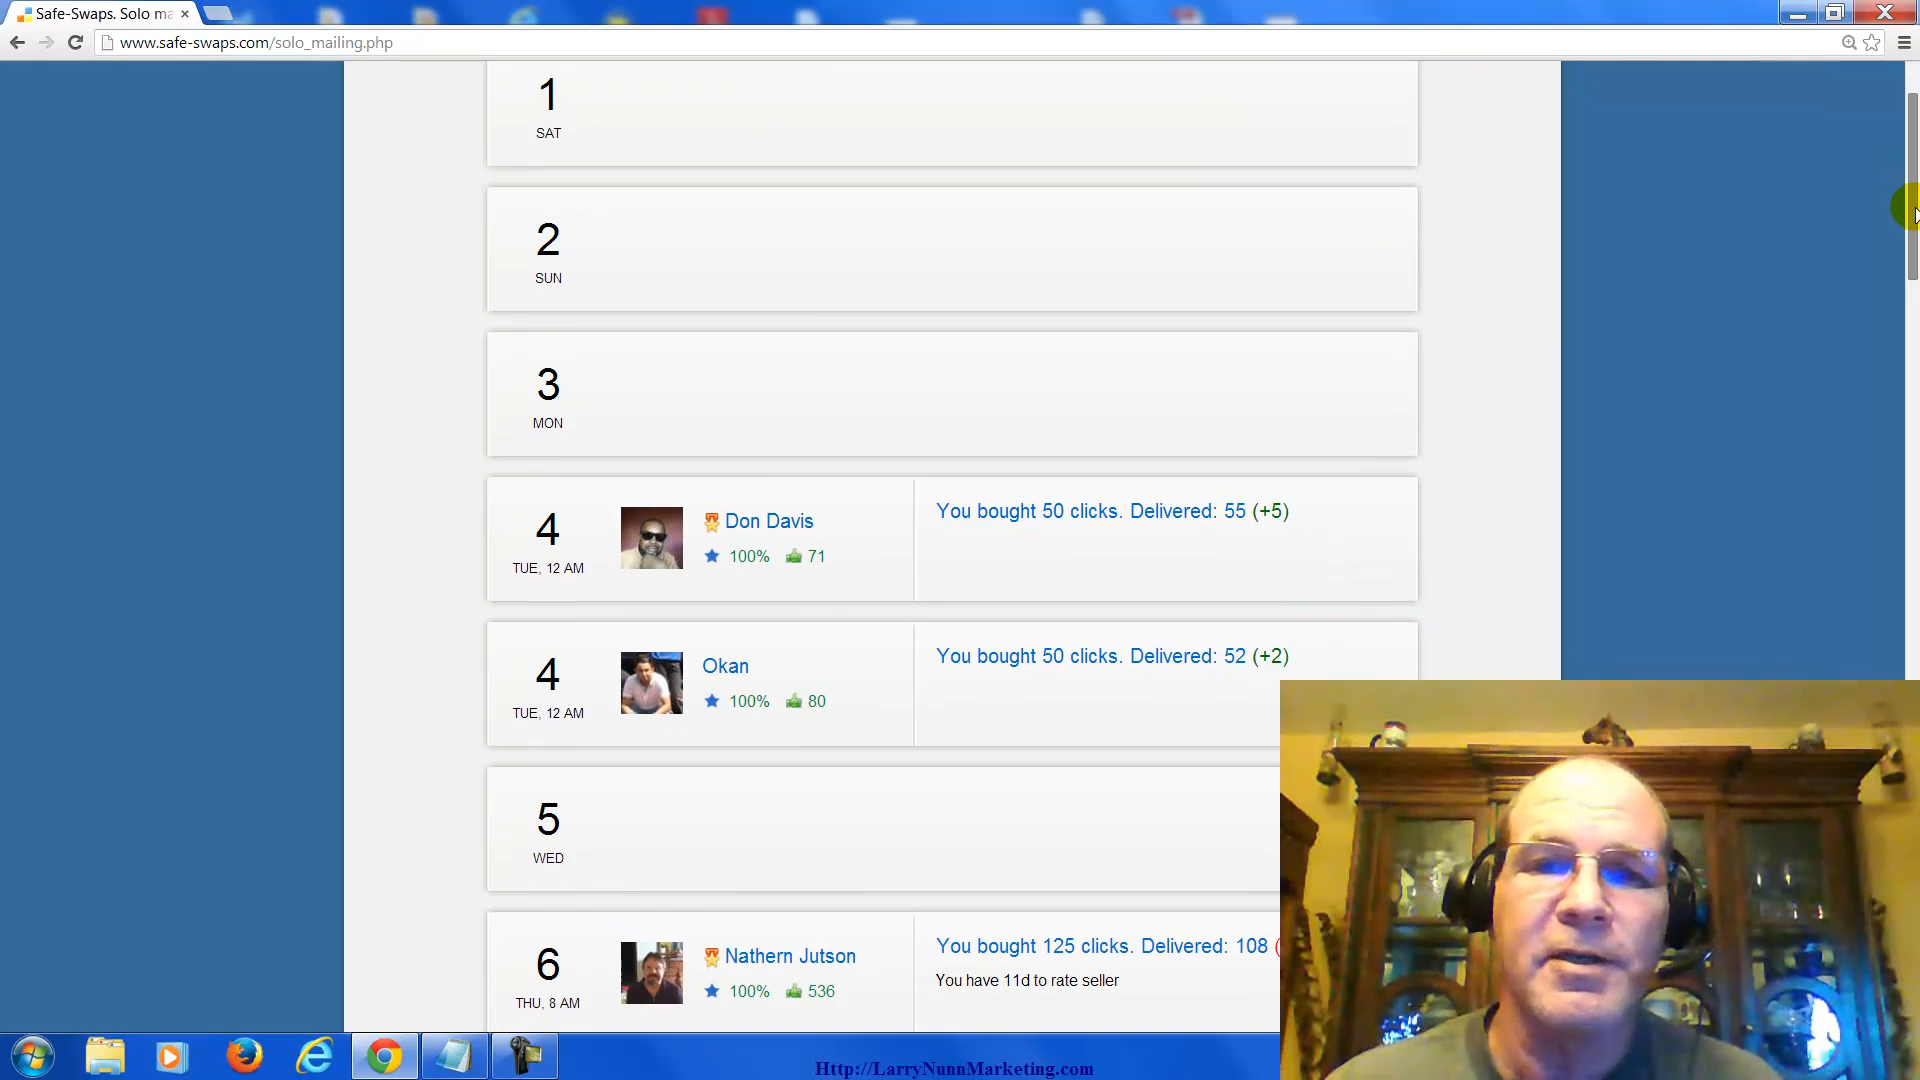 Safe-Swaps. Solo ma
www.safe-swaps.com/solo_mailing.php
1
SAT
2
SUN
3
MON
4
TUE, 12 AM
Don Davis
100% 71
You bought 50 clicks. Delivered: 55 (+5)
4
TUE, 12 AM
Okan
100% 80
You bought 50 clicks. Delivered: 52 (+2)
5
WED
6
THU, 8 AM
Nathern Jutson
100% 536
You bought 125 clicks. Delivered: 108 (
You have 11d to rate seller
Http://LarryNunnMarketing.com